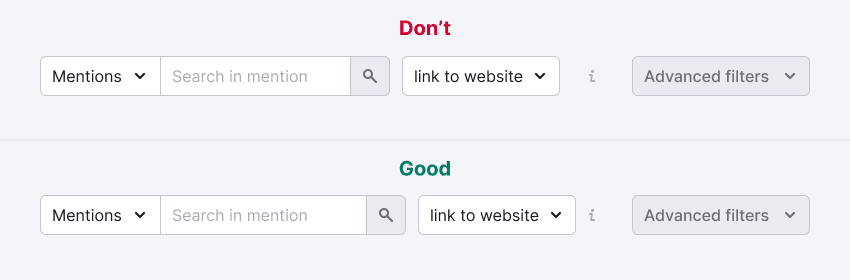 Don’t
Mentions Search in mention link to website i Advanced filters
Good
Mentions Search in mention link to website i Advanced filters